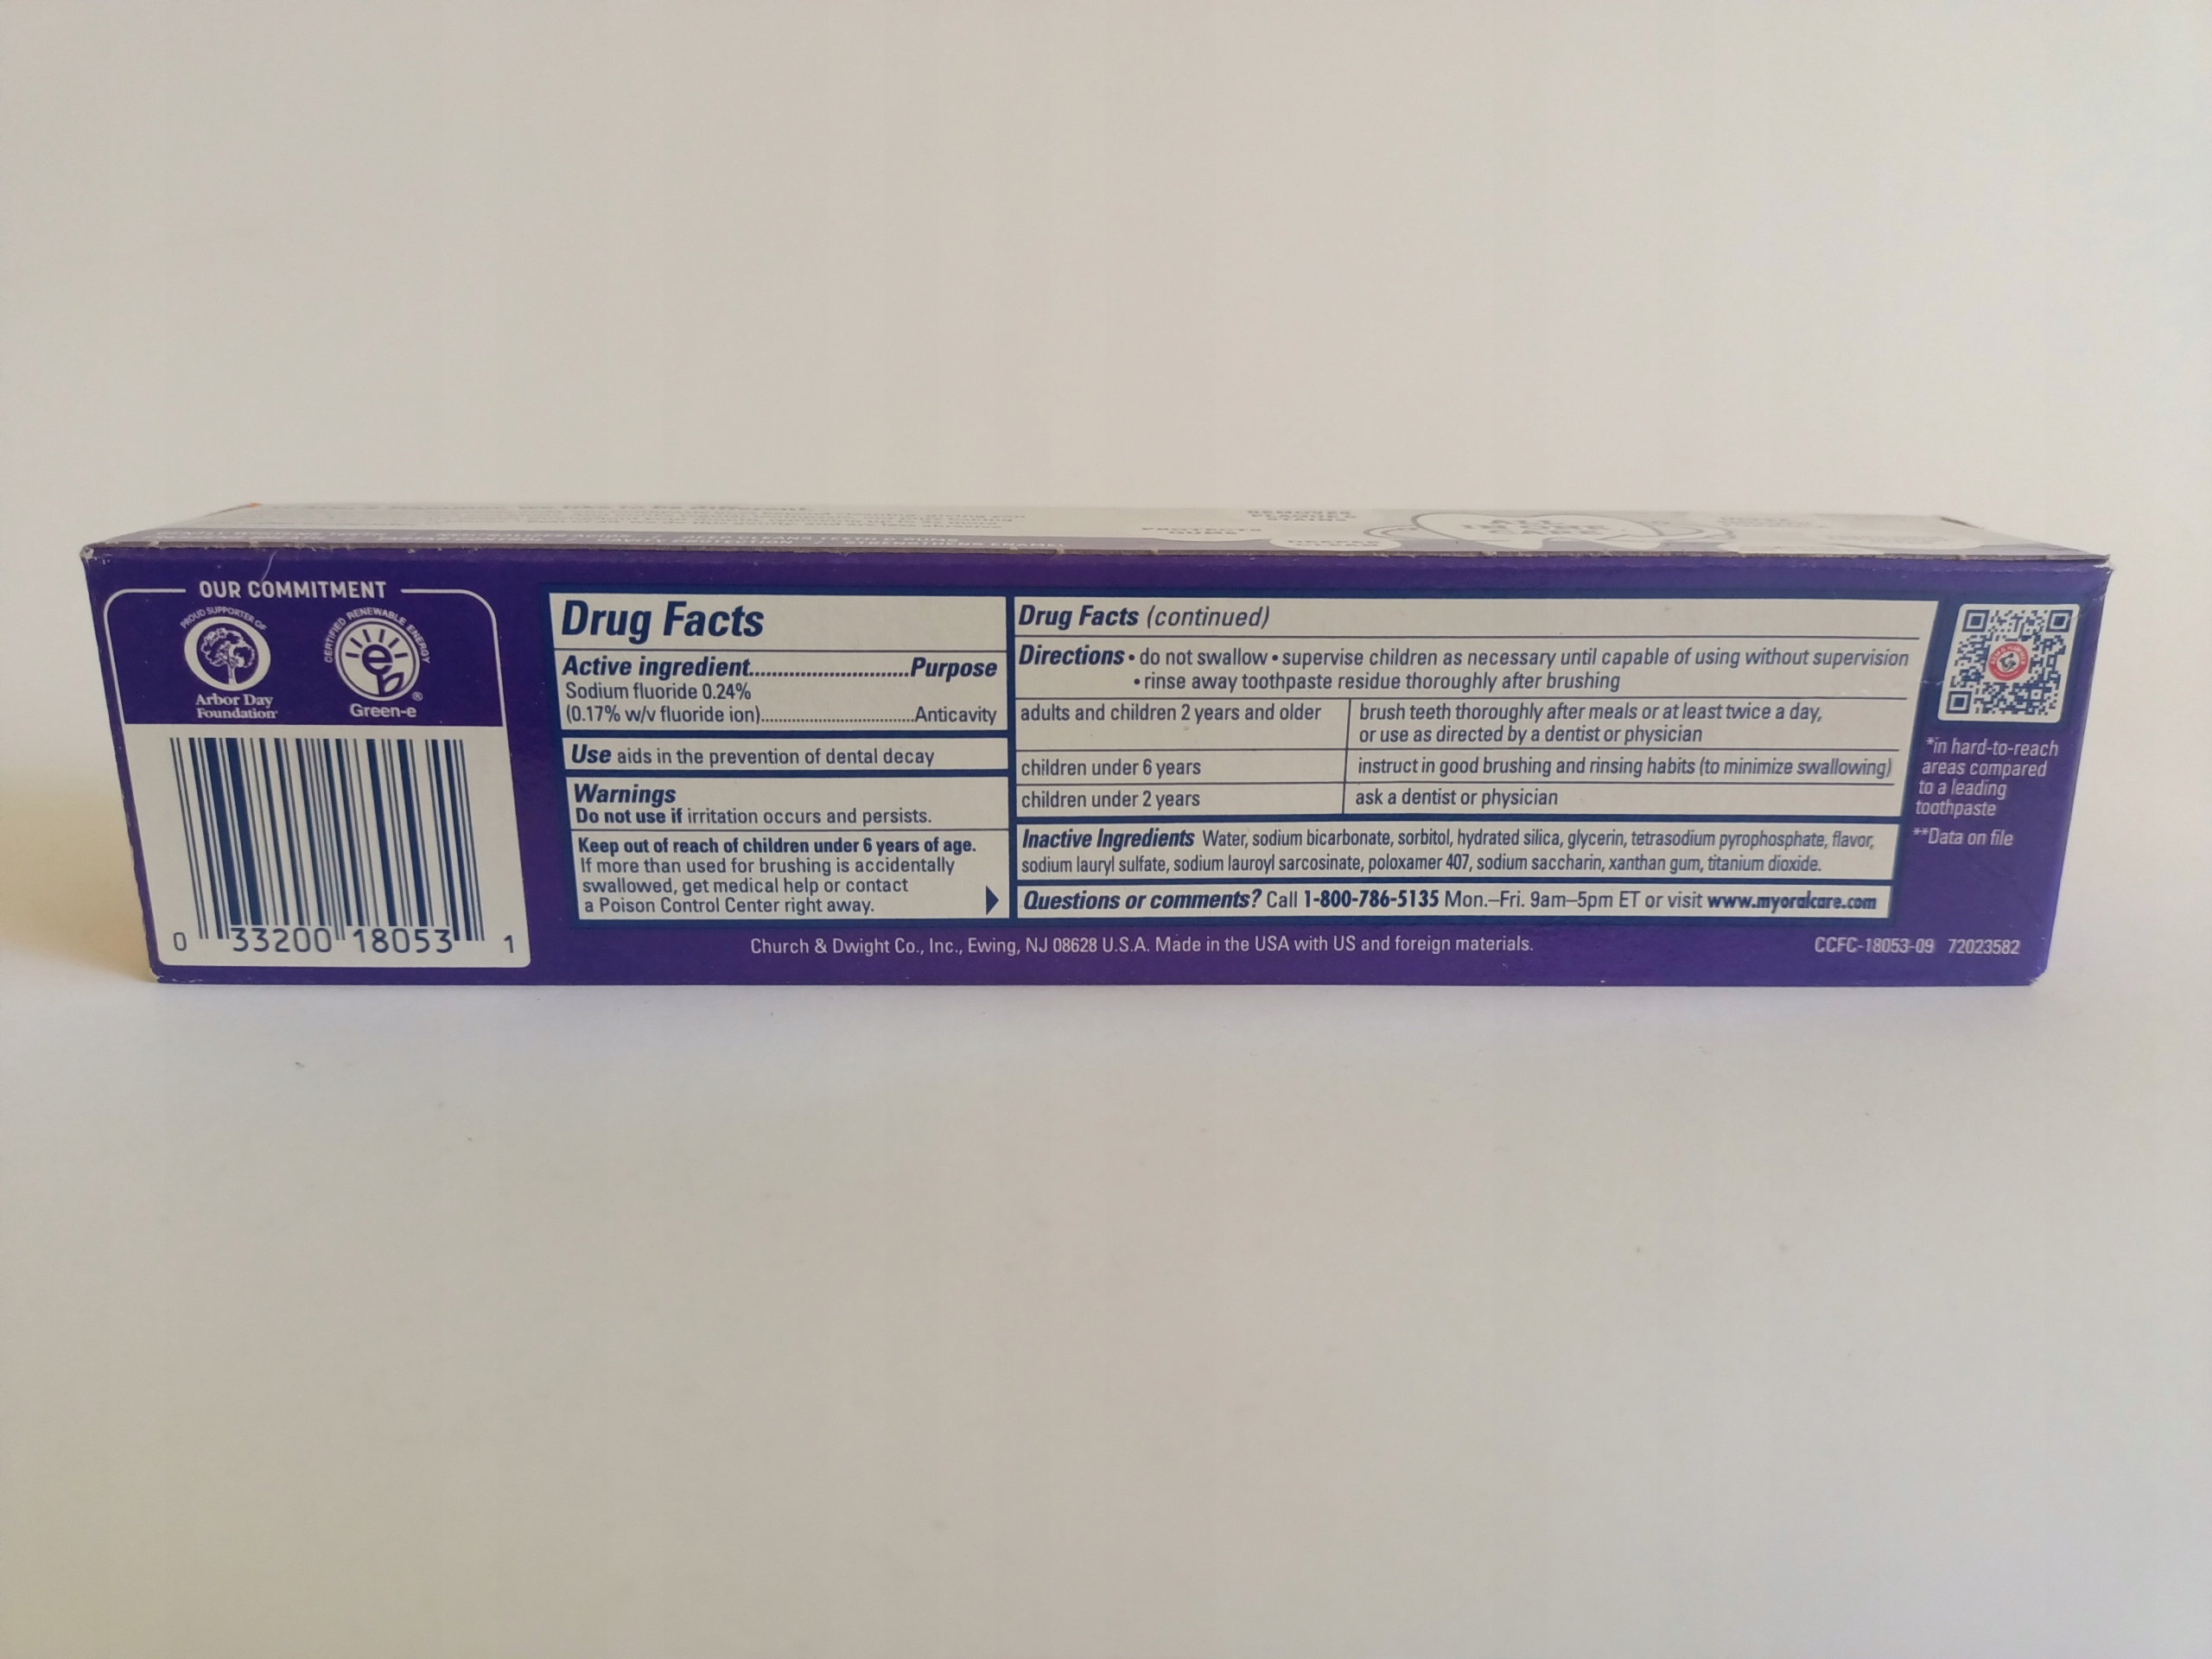 REMOVES
PLAQUE &
STAINS
PROTECTS
GUMS
ALL
IN ONE
CARE
OUR COMMITMENT
PROUD SUPPORTER OF
Arbor Day
Foundation
CERTIFIED RENEWABLE ENERGY
e
Green-e®
0 33200 18053 1
Drug Facts
Active ingredient..............................Purpose
Sodium fluoride 0.24%
(0.17% w/v fluoride ion)..............................Anticavity
Use aids in the prevention of dental decay
Warnings
Do not use if irritation occurs and persists.
Keep out of reach of children under 6 years of age.
If more than used for brushing is accidentally
swallowed, get medical help or contact
a Poison Control Center right away.
Drug Facts (continued)
Directions • do not swallow • supervise children as necessary until capable of using without supervision
• rinse away toothpaste residue thoroughly after brushing
adults and children 2 years and older brush teeth thoroughly after meals or at least twice a day,
or use as directed by a dentist or physician
children under 6 years instruct in good brushing and rinsing habits (to minimize swallowing)
children under 2 years ask a dentist or physician
Inactive Ingredients Water, sodium bicarbonate, sorbitol, hydrated silica, glycerin, tetrasodium pyrophosphate, flavor,
sodium lauryl sulfate, sodium lauroyl sarcosinate, poloxamer 407, sodium saccharin, xanthan gum, titanium dioxide.
Questions or comments? Call 1-800-786-5135 Mon.–Fri. 9am–5pm ET or visit www.myoralcare.com
*in hard-to-reach
areas compared
to a leading
toothpaste
**Data on file
Church & Dwight Co., Inc., Ewing, NJ 08628 U.S.A. Made in the USA with US and foreign materials.
CCFC-18053-09 72023582